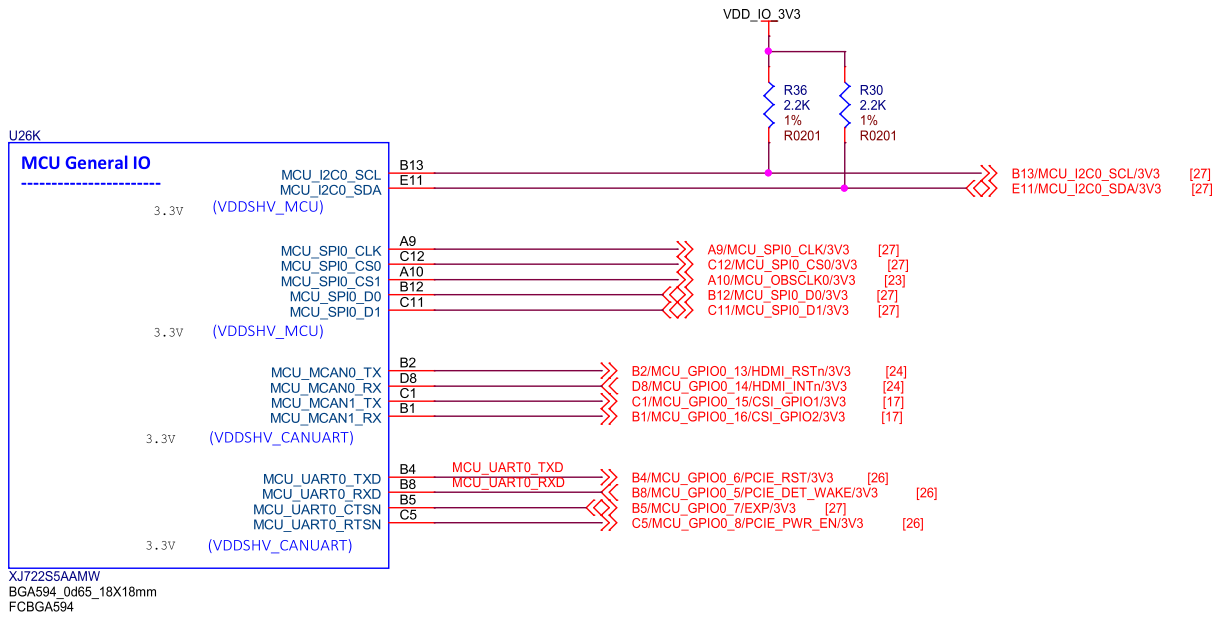 VDD_IO_3V3
R36
2.2K
1%
R0201
R30
2.2K
1%
R0201
U26K
MCU General IO
-----------------------
MCU_I2C0_SCL B13 B13/MCU_I2C0_SCL/3V3 [27]
MCU_I2C0_SDA E11 E11/MCU_I2C0_SDA/3V3 [27]
3.3V (VDDSHV_MCU)
MCU_SPI0_CLK A9 A9/MCU_SPI0_CLK/3V3 [27]
MCU_SPI0_CS0 C12 C12/MCU_SPI0_CS0/3V3 [27]
MCU_SPI0_CS1 A10 A10/MCU_OBSCLK0/3V3 [23]
MCU_SPI0_D0 B12 B12/MCU_SPI0_D0/3V3 [27]
MCU_SPI0_D1 C11 C11/MCU_SPI0_D1/3V3 [27]
3.3V (VDDSHV_MCU)
MCU_MCAN0_TX B2 B2/MCU_GPIO0_13/HDMI_RSTn/3V3 [24]
MCU_MCAN0_RX D8 D8/MCU_GPIO0_14/HDMI_INTn/3V3 [24]
MCU_MCAN1_TX C1 C1/MCU_GPIO0_15/CSI_GPIO1/3V3 [17]
MCU_MCAN1_RX B1 B1/MCU_GPIO0_16/CSI_GPIO2/3V3 [17]
3.3V (VDDSHV_CANUART)
MCU_UART0_TXD B4 MCU_UART0_TXD B4/MCU_GPIO0_6/PCIE_RST/3V3 [26]
MCU_UART0_RXD B8 MCU_UART0_RXD B8/MCU_GPIO0_5/PCIE_DET_WAKE/3V3 [26]
MCU_UART0_CTSN B5 B5/MCU_GPIO0_7/EXP/3V3 [27]
MCU_UART0_RTSN C5 C5/MCU_GPIO0_8/PCIE_PWR_EN/3V3 [26]
3.3V (VDDSHV_CANUART)
XJ722S5AAMW
BGA594_0d65_18X18mm
FCBGA594